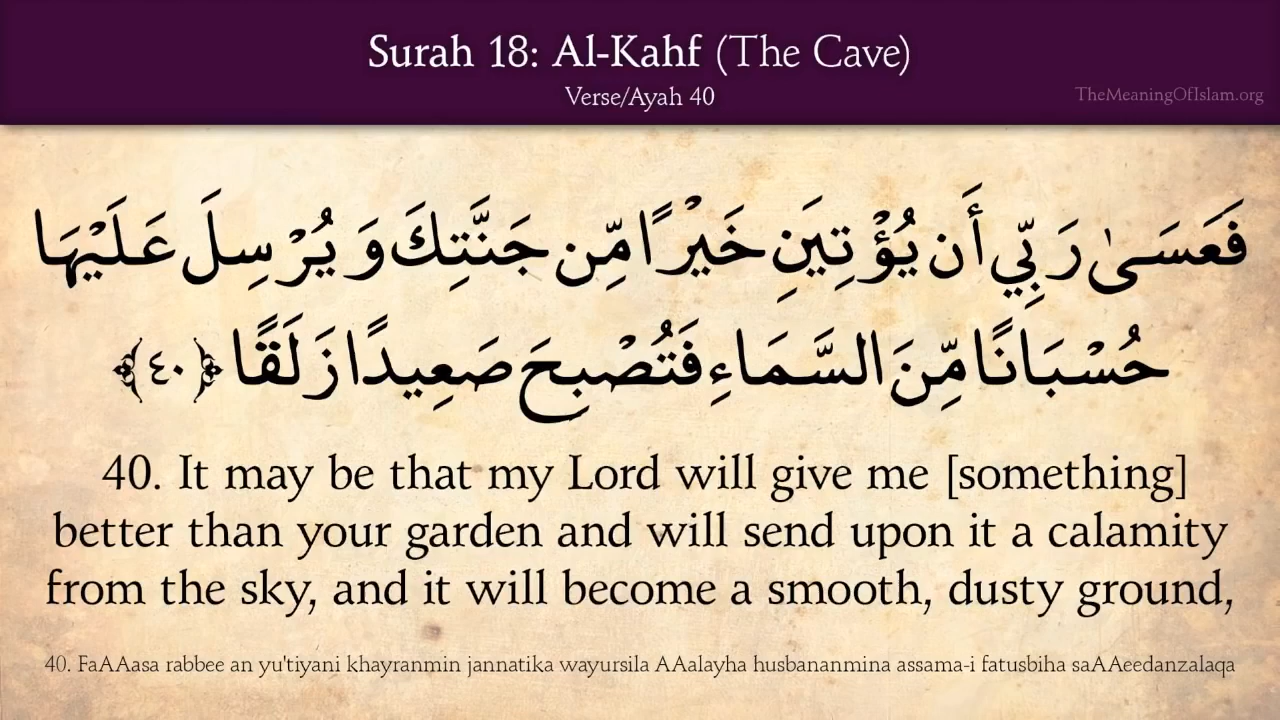 Surah 18: Al-Kahf (The Cave)
Verse/Ayah 40
TheMeaningOfIslam.org
فَعَسَىٰ رَبِّي أَن يُؤْتِيَنِ خَيْرًا مِّن جَنَّتِكَ وَيُرْسِلَ عَلَيْهَا
حُسْبَانًا مِّنَ السَّمَاءِ فَتُصْبِحَ صَعِيدًا زَلَقًا ﴿٤٠﴾
40. It may be that my Lord will give me [something]
better than your garden and will send upon it a calamity
from the sky, and it will become a smooth, dusty ground,
40. FaAAasa rabbee an yu'tiyani khayranmin jannatika wayursila AAalayha husbananmina assama-i fatusbiha saAAeedanzalaqa